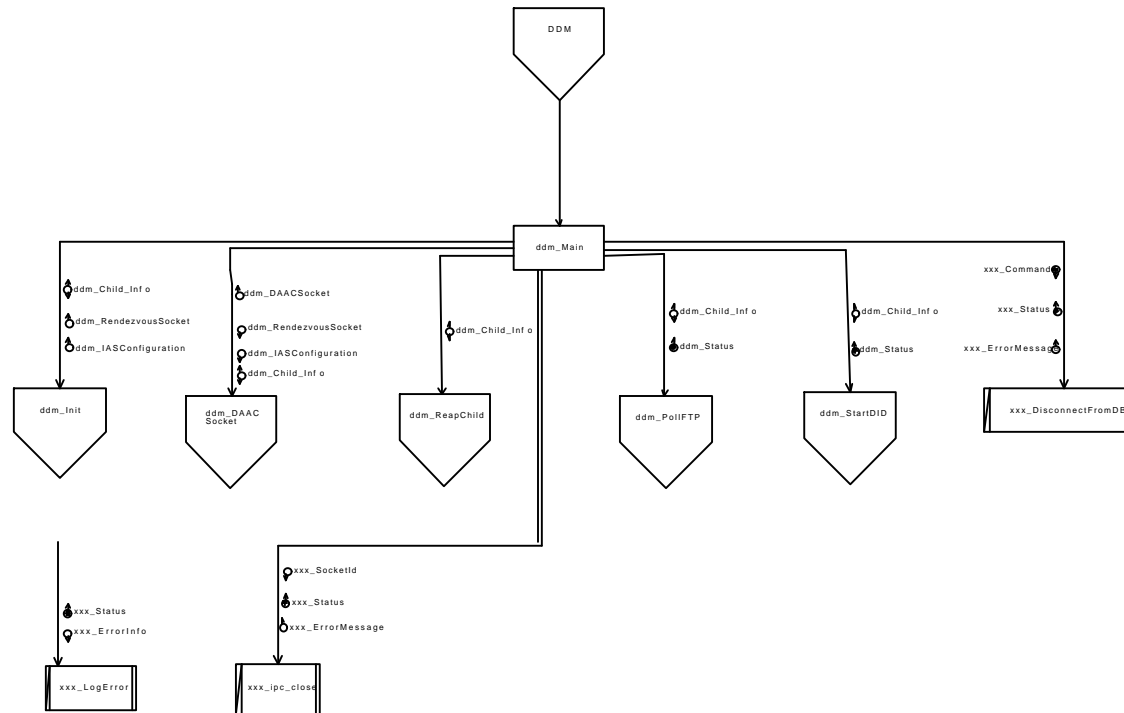 DDM
ddm_Main
ddm_Child_Info
ddm_RendezvousSocket
ddm_IASConfiguration
ddm_Init
ddm_DAACSocket
ddm_RendezvousSocket
ddm_IASConfiguration
ddm_Child_Info
ddm_DAAC
Socket
ddm_Child_Info
ddm_ReapChild
ddm_Child_Info
ddm_Status
ddm_PollFTP
ddm_Child_Info
ddm_Status
ddm_StartDID
xxx_Command
xxx_Status
xxx_ErrorMessage
xxx_DisconnectFromDB
xxx_Status
xxx_ErrorInfo
xxx_LogError
xxx_SocketId
xxx_Status
xxx_ErrorMessage
xxx_ipc_close